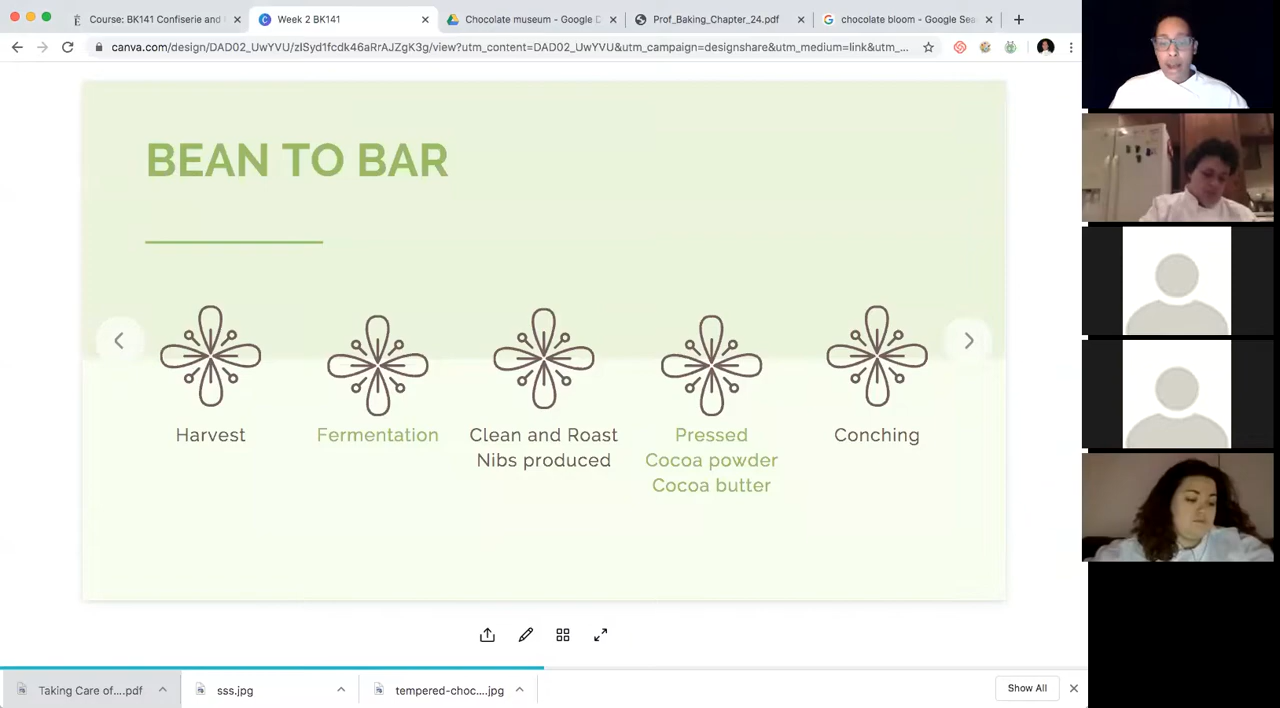 Course: BK141 Confiserie and
Week 2 BK141
Chocolate museum - Google D
Prof_Baking_Chapter_24.pdf
chocolate bloom - Google Sea
canva.com/design/DAD02_UwYVU/zISyd1fcdk46aRrAJZgK3g/view?utm_content=DAD02_UwYVU&utm_campaign=designshare&utm_medium=link&utm_...
BEAN TO BAR
Harvest
Fermentation
Clean and Roast
Nibs produced
Pressed
Cocoa powder
Cocoa butter
Conching
Taking Care of....pdf
sss.jpg
tempered-choc....jpg
Show All